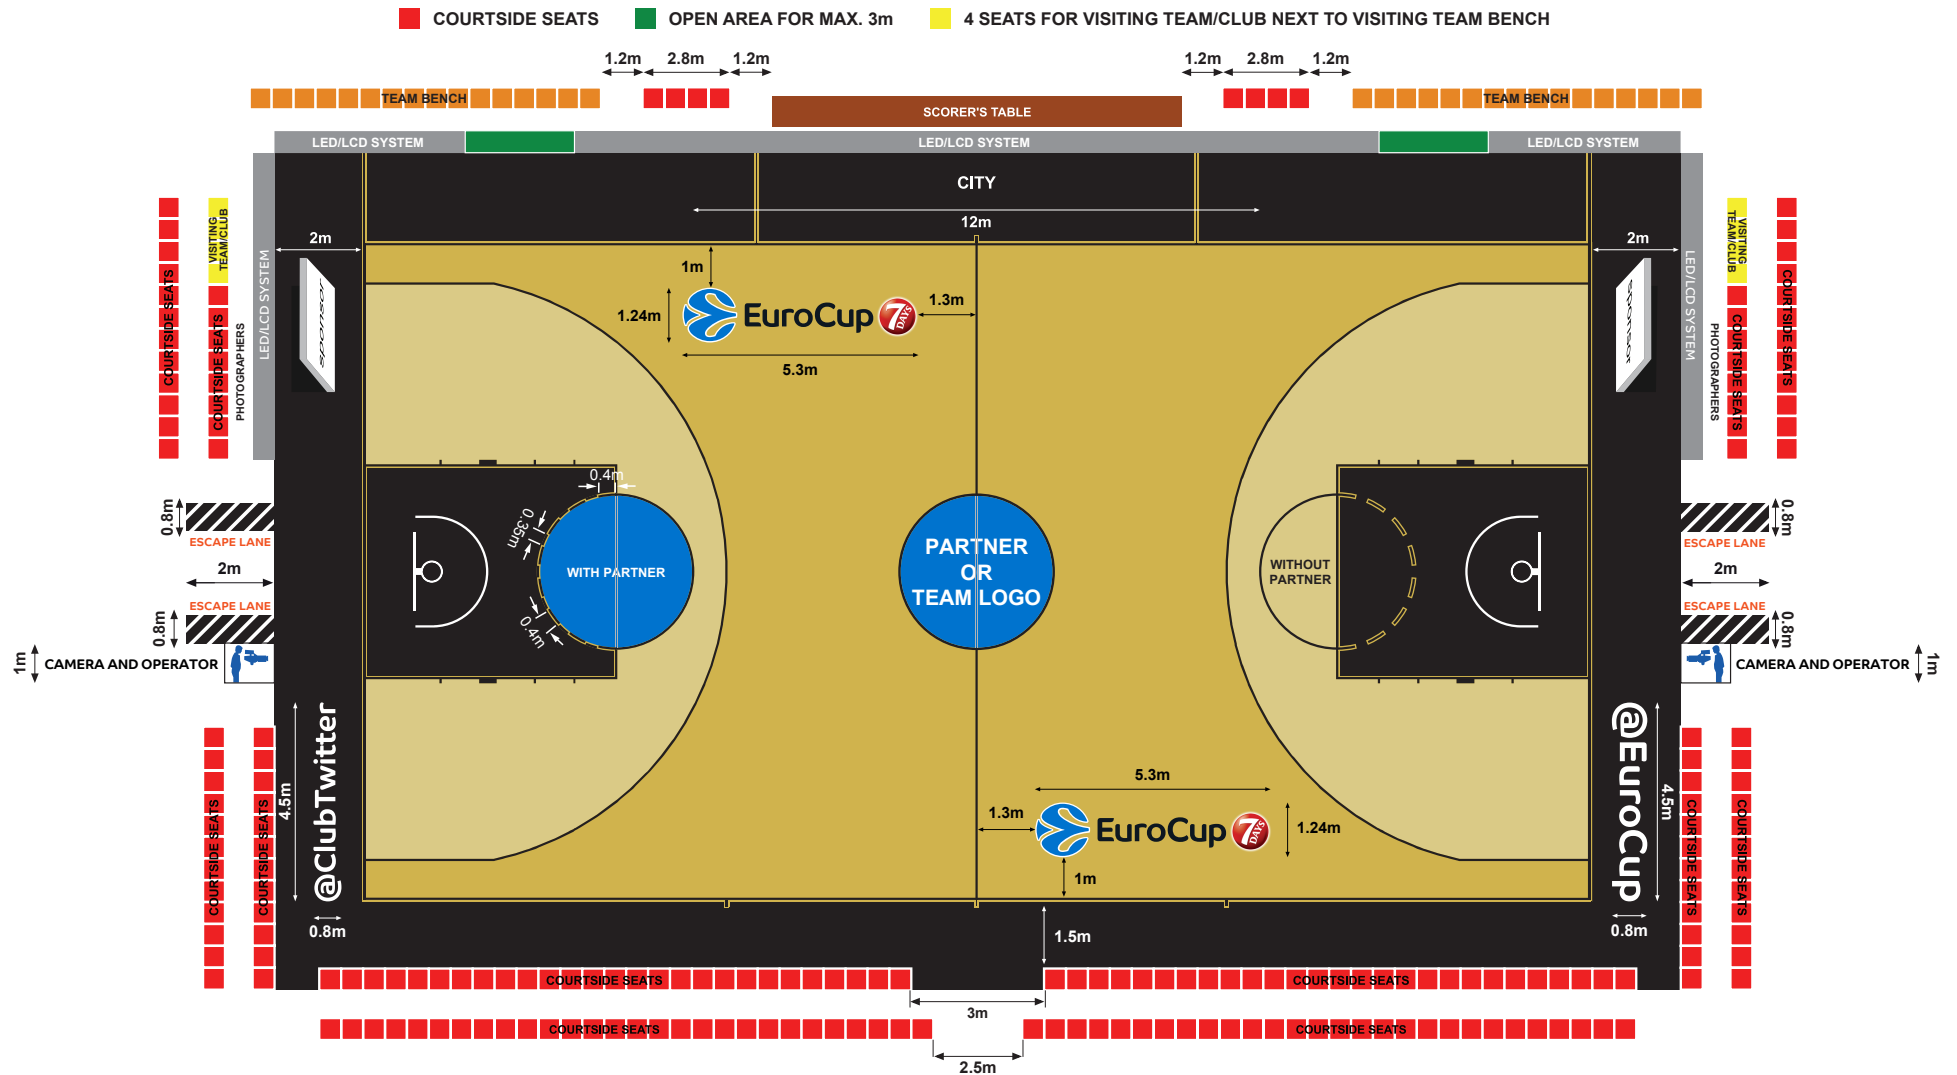 COURTSIDE SEATS
OPEN AREA FOR MAX. 3m
4 SEATS FOR VISITING TEAM/CLUB NEXT TO VISITING TEAM BENCH
1.2m
2.8m
1.2m
1.2m
2.8m
1.2m
TEAM BENCH
SCORER'S TABLE
TEAM BENCH
LED/LCD SYSTEM
LED/LCD SYSTEM
LED/LCD SYSTEM
CITY
12m
2m
2m
VISITING
TEAM/CLUB
VISITING
TEAM/CLUB
COURTSIDE SEATS
COURTSIDE SEATS
PHOTOGRAPHERS
LED/LCD SYSTEM
sponsor
1m
1.24m
EuroCup
7
DAYS
1.3m
5.3m
sponsor
LED/LCD SYSTEM
PHOTOGRAPHERS
COURTSIDE SEATS
COURTSIDE SEATS
0.4m
0.35m
0.4m
WITH PARTNER
PARTNER
OR
TEAM LOGO
WITHOUT
PARTNER
0.8m
ESCAPE LANE
2m
ESCAPE LANE
0.8m
1m
CAMERA AND OPERATOR
0.8m
ESCAPE LANE
2m
ESCAPE LANE
0.8m
CAMERA AND OPERATOR
1m
COURTSIDE SEATS
COURTSIDE SEATS
4.5m
@ClubTwitter
0.8m
5.3m
1.3m
EuroCup
7
DAYS
1.24m
1m
@EuroCup
4.5m
0.8m
COURTSIDE SEATS
COURTSIDE SEATS
1.5m
COURTSIDE SEATS
COURTSIDE SEATS
3m
COURTSIDE SEATS
COURTSIDE SEATS
2.5m